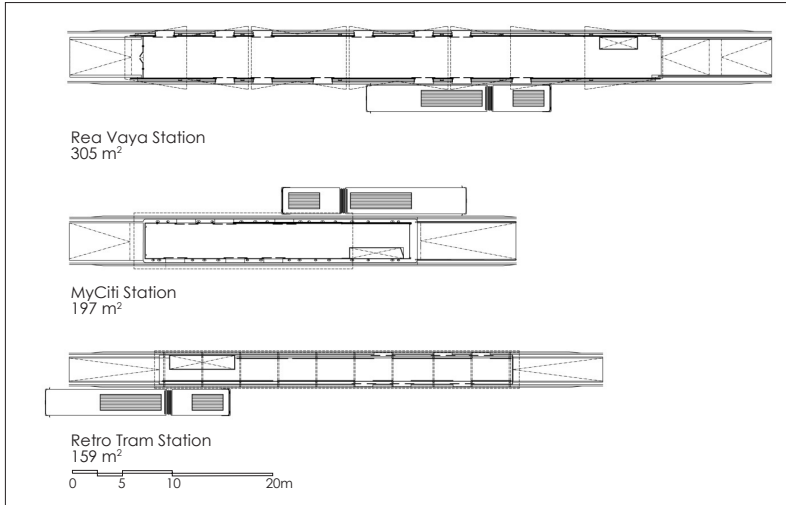 Rea Vaya Station
305 m²
MyCiti Station
197 m²
Retro Tram Station
159 m²
0 5 10 20m